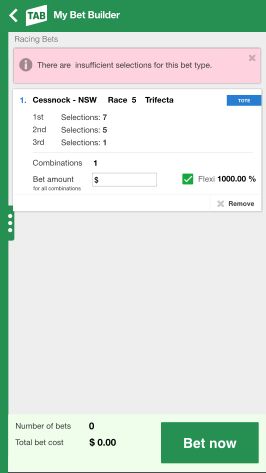 TAB My Bet Builder
Racing Bets
There are insufficient selections for this bet type.
1. Cessnock - NSW Race 5 Trifecta TOTE
1st Selections: 7
2nd Selections: 5
3rd Selections: 1
Combinations 1
Bet amount $ Flexi 1000.00 %
for all combinations
Remove
Number of bets 0
Total bet cost $ 0.00
Bet now